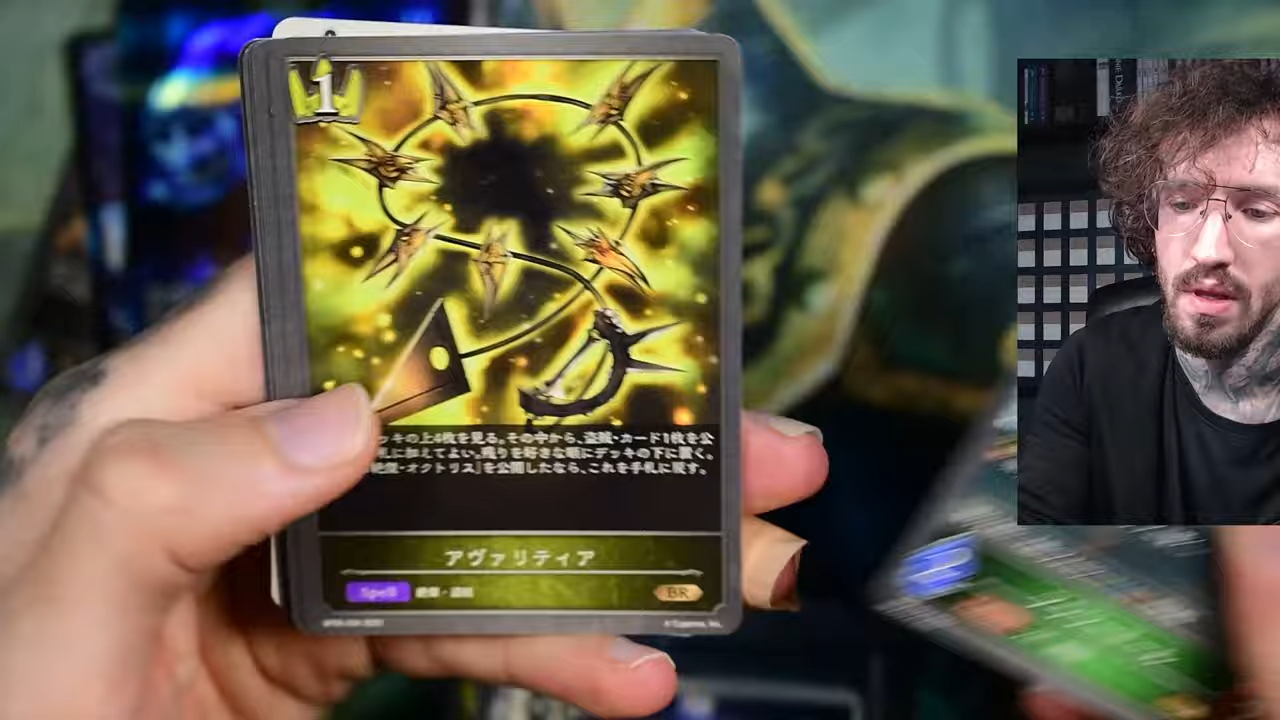 1
ッキの上4枚を見る。その中から、盗賊・カード1枚を公
札に加えてよい。残りを好きな順にデッキの下に置く。
絶傑・オクトリス』を公開したなら、これを手札に戻す。
アヴァリティア
Spell 絶傑・盗賊 BR